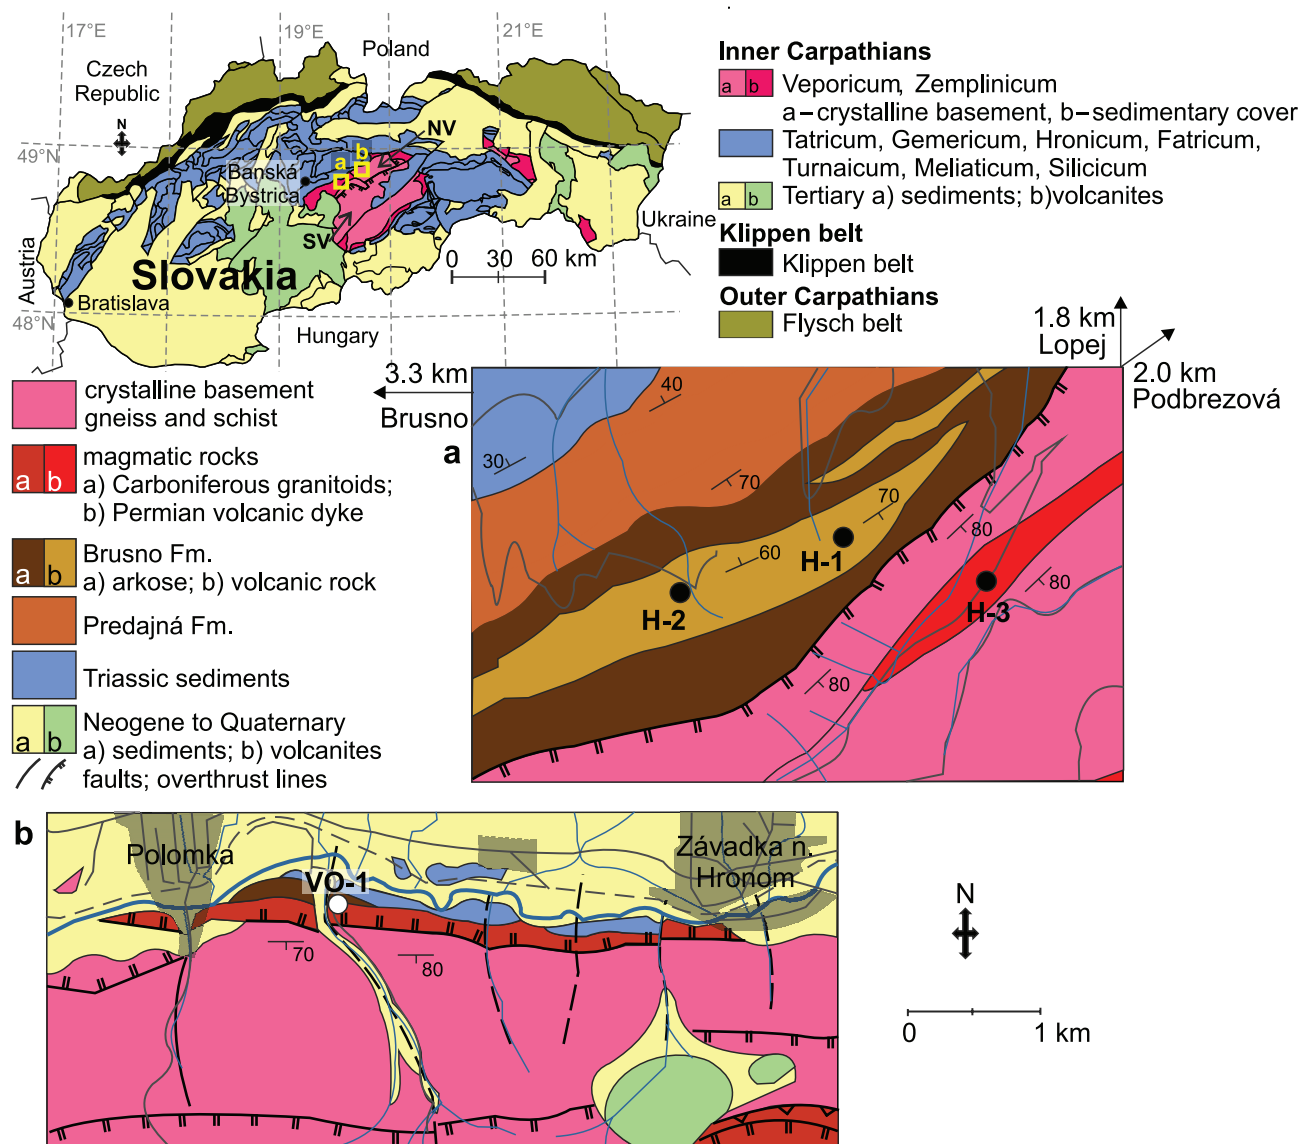 17°E
19°E
21°E
Poland
Czech
Republic
N
49°N
NV
b
a
Banská
Bystrica
SV
Ukraine
Austria
Slovakia
0 30 60 km
Bratislava
48°N
Hungary
Inner Carpathians
a b Veporicum, Zemplinicum
a–crystalline basement, b–sedimentary cover
Tatricum, Gemericum, Hronicum, Fatricum,
Turnaicum, Meliaticum, Silicicum
a b Tertiary a) sediments; b)volcanites
Klippen belt
Klippen belt
Outer Carpathians
Flysch belt
1.8 km
Lopej
2.0 km
Podbrezová
3.3 km
Brusno
crystalline basement
gneiss and schist
magmatic rocks
a b a) Carboniferous granitoids;
b) Permian volcanic dyke
Brusno Fm.
a b a) arkose; b) volcanic rock
Predajná Fm.
Triassic sediments
Neogene to Quaternary
a b a) sediments; b) volcanites
faults; overthrust lines
a
40
30
70
70
80
60
H-1
80
H-2
H-3
80
b
Polomka
Závadka n.
Hronom
VO-1
70
80
N
0 1 km